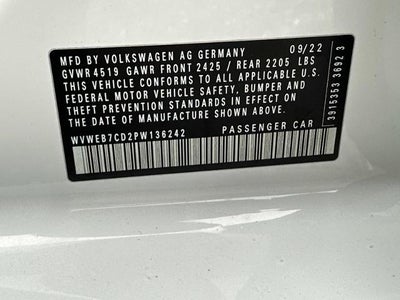 MFD BY VOLKSWAGEN AG GERMANY 09/22
GVWR4519 GAWR FRONT 2425 / REAR 2205 LBS
THIS VEHICLE CONFORMS TO ALL APPLICABLE U.S.
FEDERAL MOTOR VEHICLE SAFETY, BUMPER AND
THEFT PREVENTION STANDARDS IN EFFECT ON
THE DATE OF MANUFACTURE SHOWN ABOVE.
WVWEB7CD2PW136242 PASSENGER CAR
3915353 3692 3